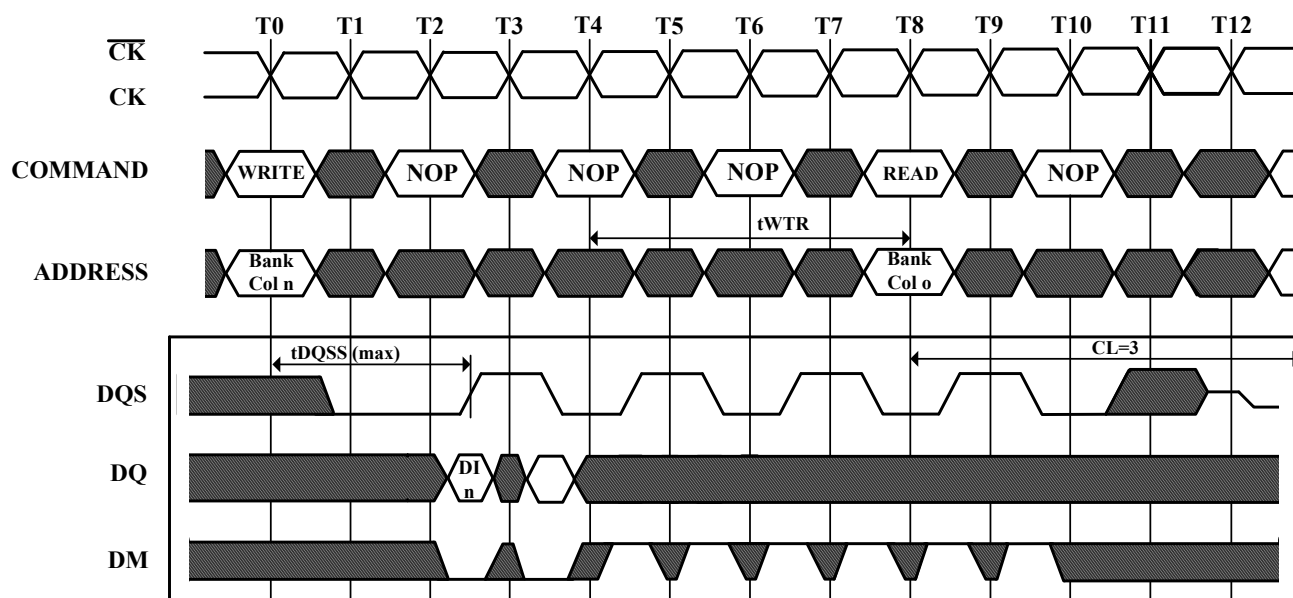 T0 T1 T2 T3 T4 T5 T6 T7 T8 T9 T10 T11 T12
CK
CK
COMMAND WRITE NOP NOP NOP READ NOP
tWTR
ADDRESS Bank Col n Bank Col o
tDQSS (max) CL=3
DQS
DQ DI n
DM